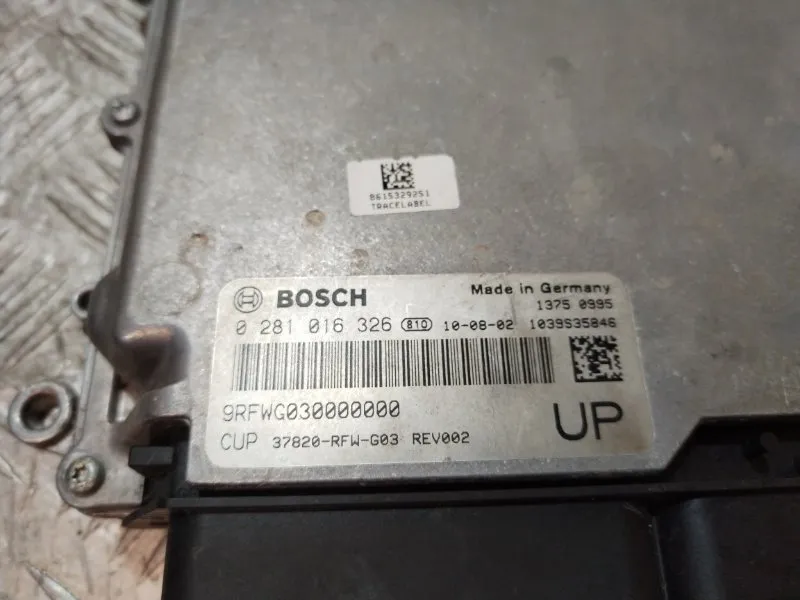 8615329251
TRACELABEL
BOSCH Made in Germany
1375 0995
0 281 016 326 810 10-08-02 1039S35846
9RFWG030000000
CUP 37820-RFW-G03 REV002
UP